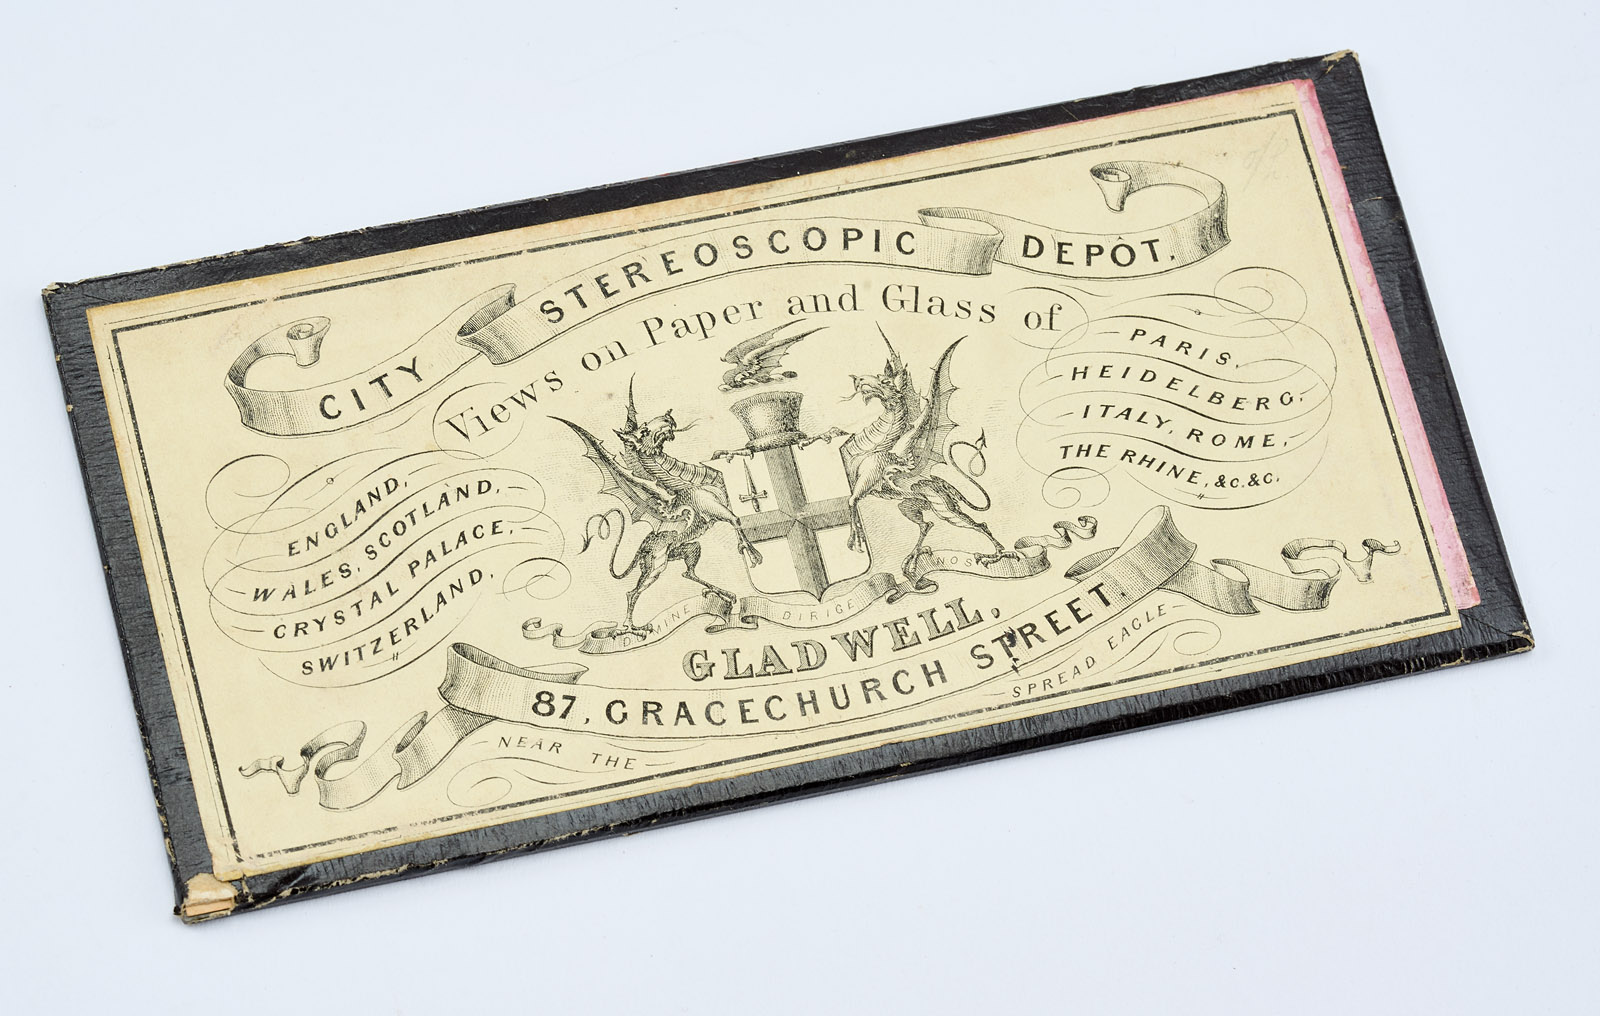 CITY STEREOSCOPIC DEPÔT.
Views on Paper and Glass of
ENGLAND,
WALES, SCOTLAND,
CRYSTAL PALACE,
SWITZERLAND,
PARIS,
HEIDELBERG,
ITALY, ROME,
THE RHINE, &c. &c.
DOMINE DIRIGE NOS
GLADWELL,
87, GRACECHURCH STREET.
NEAR THE SPREAD EAGLE